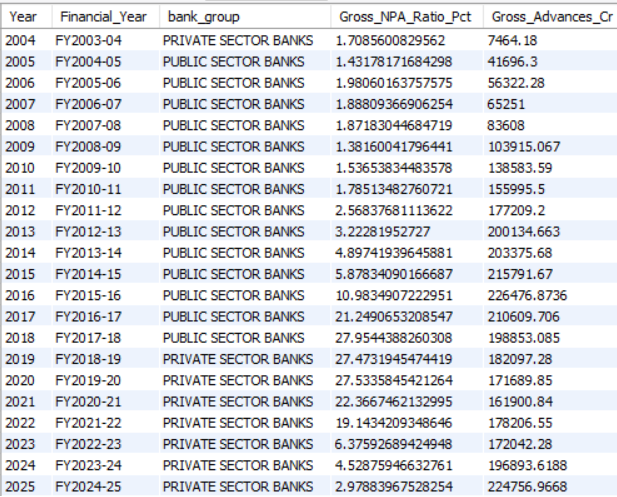 Year Financial_Year bank_group Gross_NPA_Ratio_Pct Gross_Advances_Cr
2004 FY2003-04 PRIVATE SECTOR BANKS 1.7085600829562 7464.18
2005 FY2004-05 PUBLIC SECTOR BANKS 1.43178171684298 41696.3
2006 FY2005-06 PUBLIC SECTOR BANKS 1.98060163757575 56322.28
2007 FY2006-07 PUBLIC SECTOR BANKS 1.88809366906254 65251
2008 FY2007-08 PUBLIC SECTOR BANKS 1.87183044684719 83608
2009 FY2008-09 PUBLIC SECTOR BANKS 1.38160041796441 103915.067
2010 FY2009-10 PUBLIC SECTOR BANKS 1.53653834483578 138583.59
2011 FY2010-11 PUBLIC SECTOR BANKS 1.78513482760721 155995.5
2012 FY2011-12 PUBLIC SECTOR BANKS 2.56837681113622 177209.2
2013 FY2012-13 PUBLIC SECTOR BANKS 3.22281952727 200134.663
2014 FY2013-14 PUBLIC SECTOR BANKS 4.89741939645881 203375.68
2015 FY2014-15 PUBLIC SECTOR BANKS 5.87834090166687 215791.67
2016 FY2015-16 PUBLIC SECTOR BANKS 10.9834907222951 226476.8736
2017 FY2016-17 PUBLIC SECTOR BANKS 21.2490653208547 210609.706
2018 FY2017-18 PUBLIC SECTOR BANKS 27.9544388260308 198853.085
2019 FY2018-19 PRIVATE SECTOR BANKS 27.4731945474419 182097.28
2020 FY2019-20 PRIVATE SECTOR BANKS 27.5335845421264 171689.85
2021 FY2020-21 PRIVATE SECTOR BANKS 22.3667462132995 161900.84
2022 FY2021-22 PRIVATE SECTOR BANKS 19.1434209348646 178206.55
2023 FY2022-23 PRIVATE SECTOR BANKS 6.37592689424948 172042.28
2024 FY2023-24 PRIVATE SECTOR BANKS 4.52875946632761 196893.6188
2025 FY2024-25 PRIVATE SECTOR BANKS 2.97883967528254 224756.9668